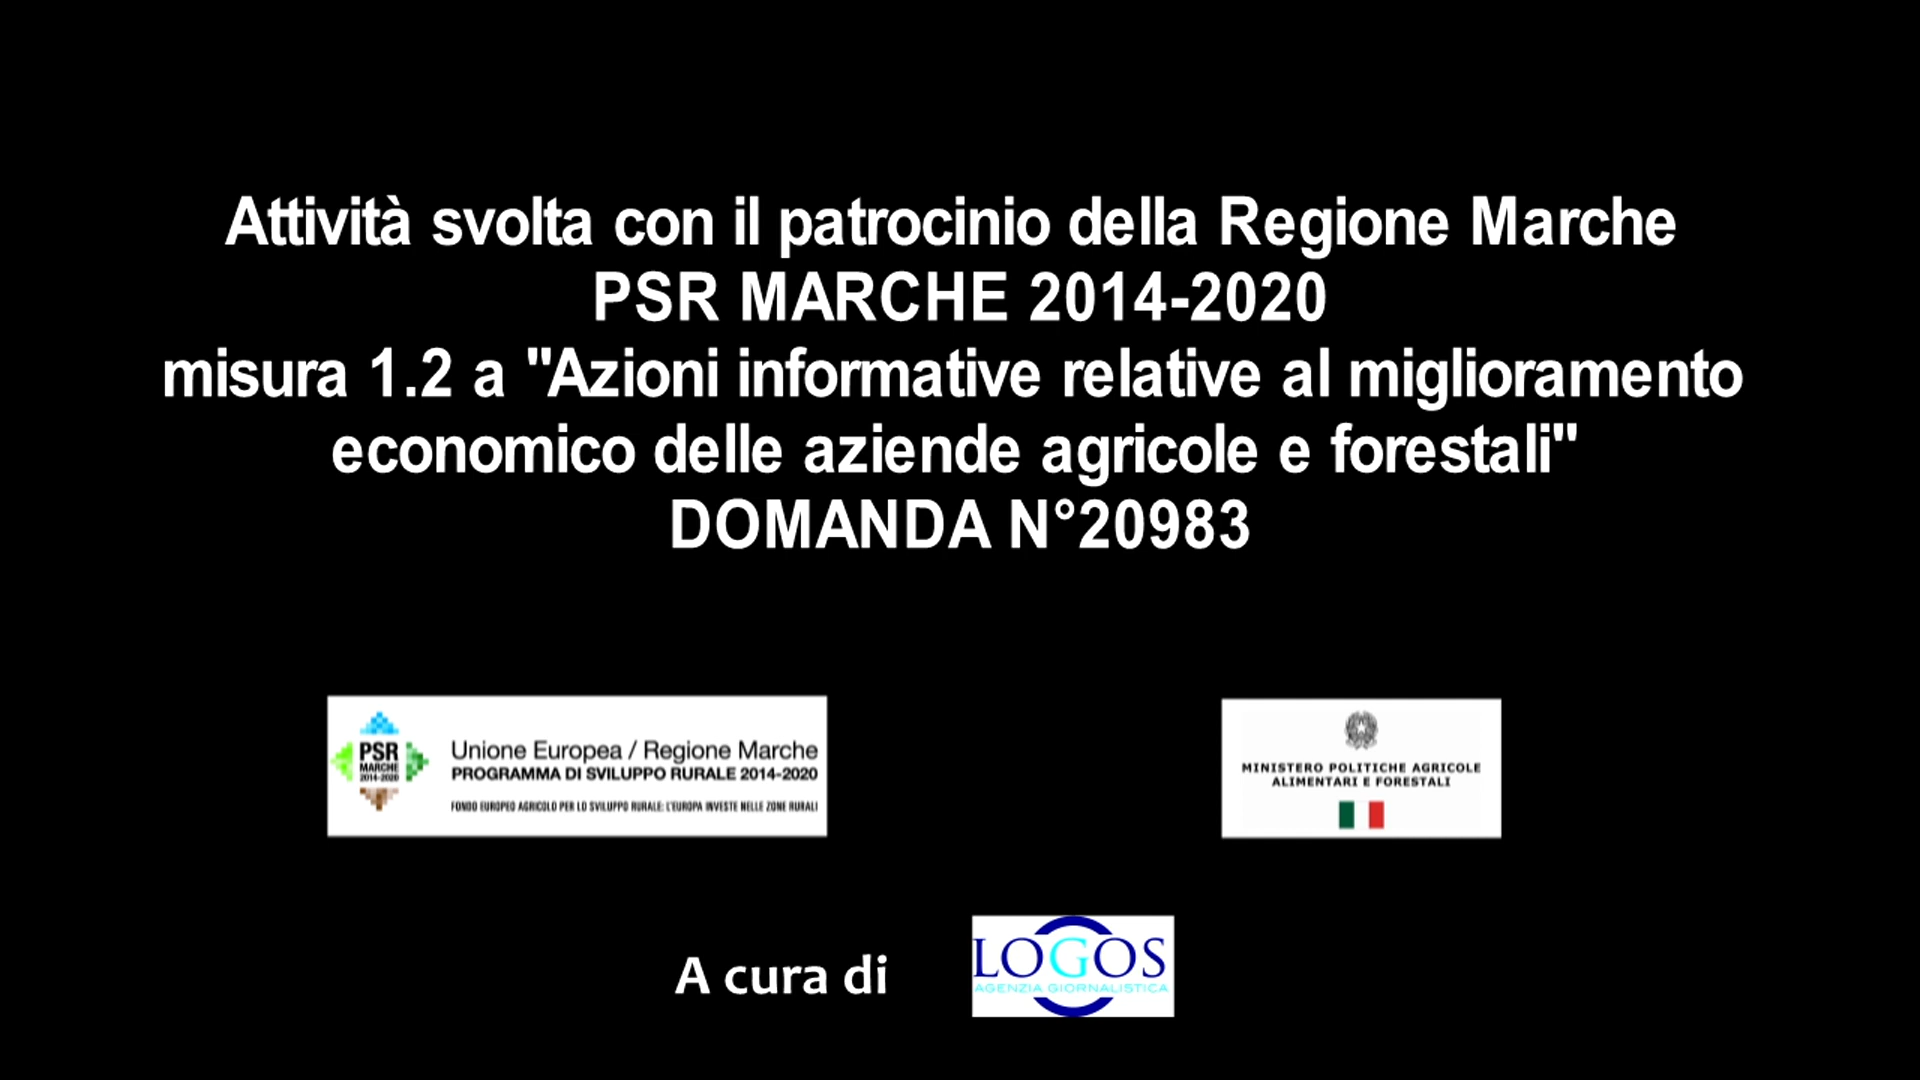 Attività svolta con il patrocinio della Regione Marche
PSR MARCHE 2014-2020
misura 1.2 a "Azioni informative relative al miglioramento
economico delle aziende agricole e forestali"
DOMANDA N°20983
PSR
MARCHE
2014-2020
Unione Europea / Regione Marche
PROGRAMMA DI SVILUPPO RURALE 2014-2020
FONDO EUROPEO AGRICOLO PER LO SVILUPPO RURALE: L'EUROPA INVESTE NELLE ZONE RURALI
MINISTERO POLITICHE AGRICOLE
ALIMENTARI E FORESTALI
A cura di
LOGOS
AGENZIA GIORNALISTICA